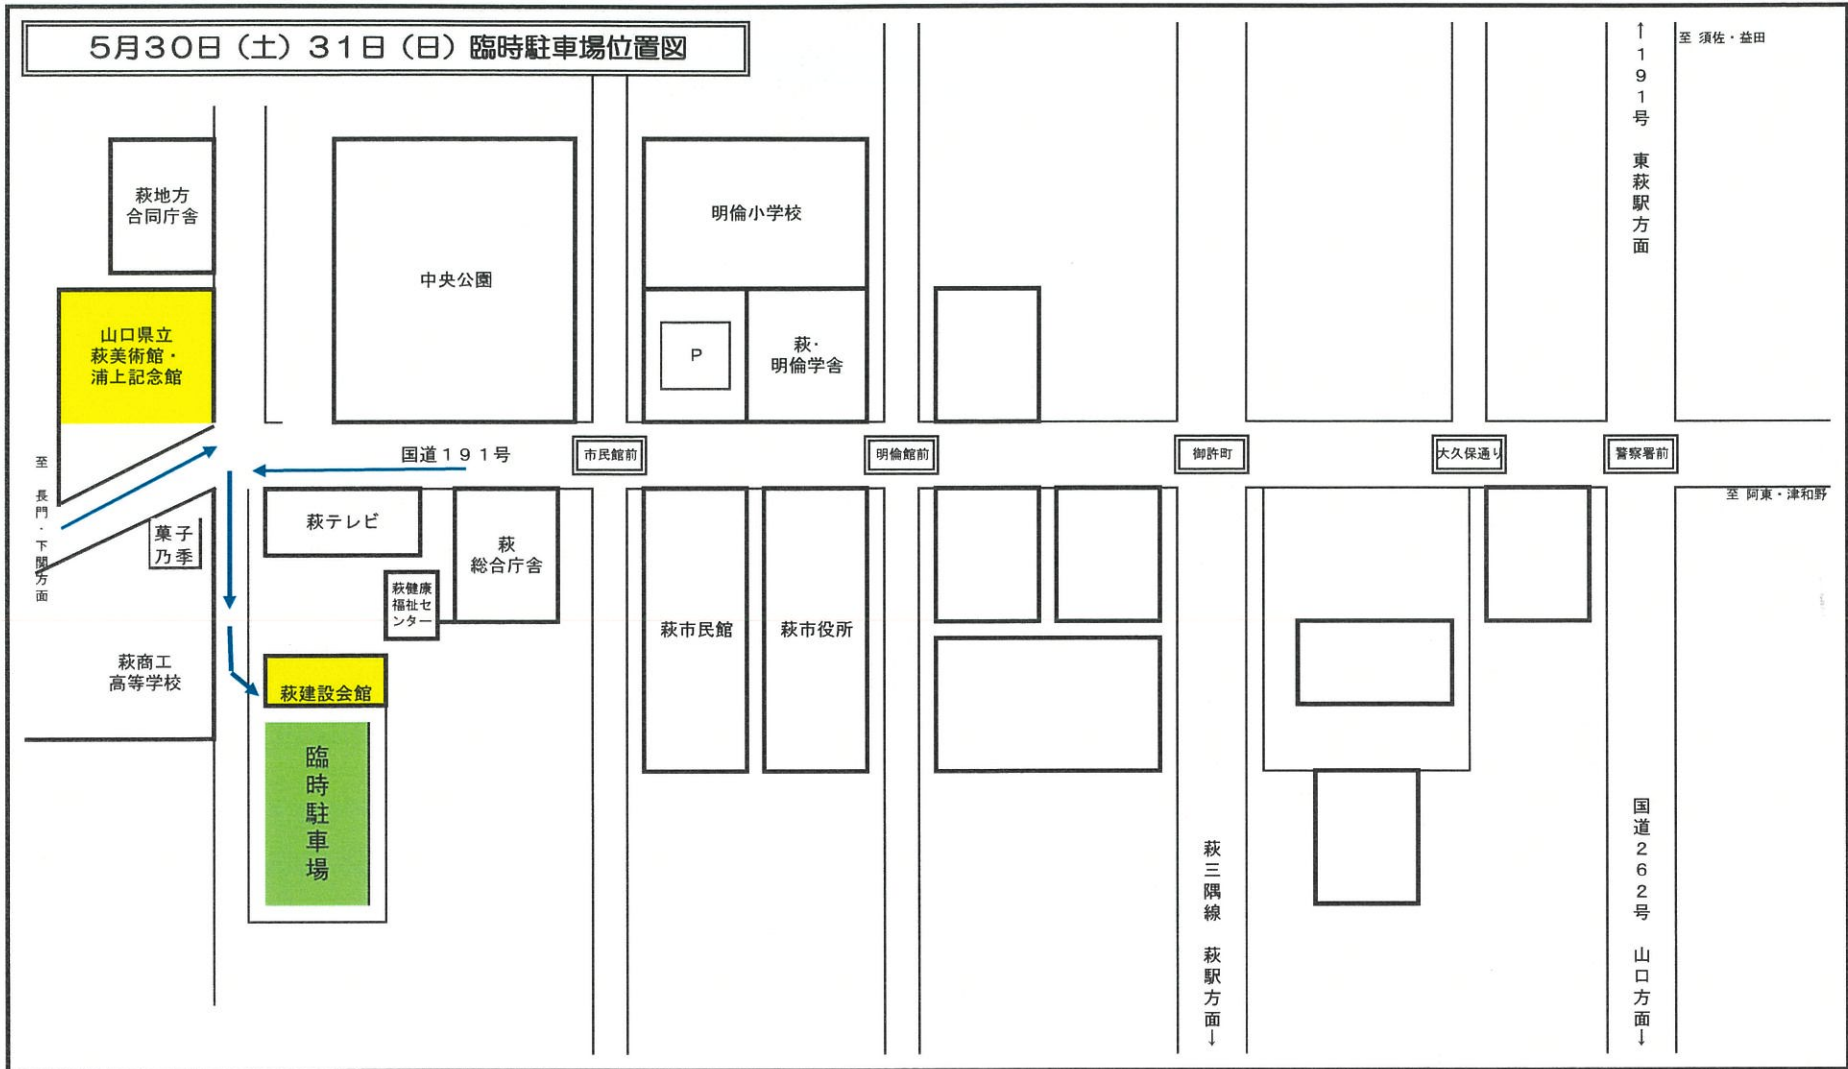 5月30日（土）31日（日）臨時駐車場位置図
至 須佐・益田
↑191号 東萩駅方面
萩地方
合同庁舎
中央公園
明倫小学校
山口県立
萩美術館・
浦上記念館
P
萩・
明倫学舎
国道191号
市民館前
明倫館前
御許町
大久保通り
警察署前
至 長門・下関方面
至 阿東・津和野
菓子
乃季
萩テレビ
萩
総合庁舎
萩健康
福祉セ
ンター
萩市民館
萩市役所
萩商工
高等学校
萩建設会館
臨時駐車場
萩三隅線 萩駅方面↓
国道262号 山口方面↓